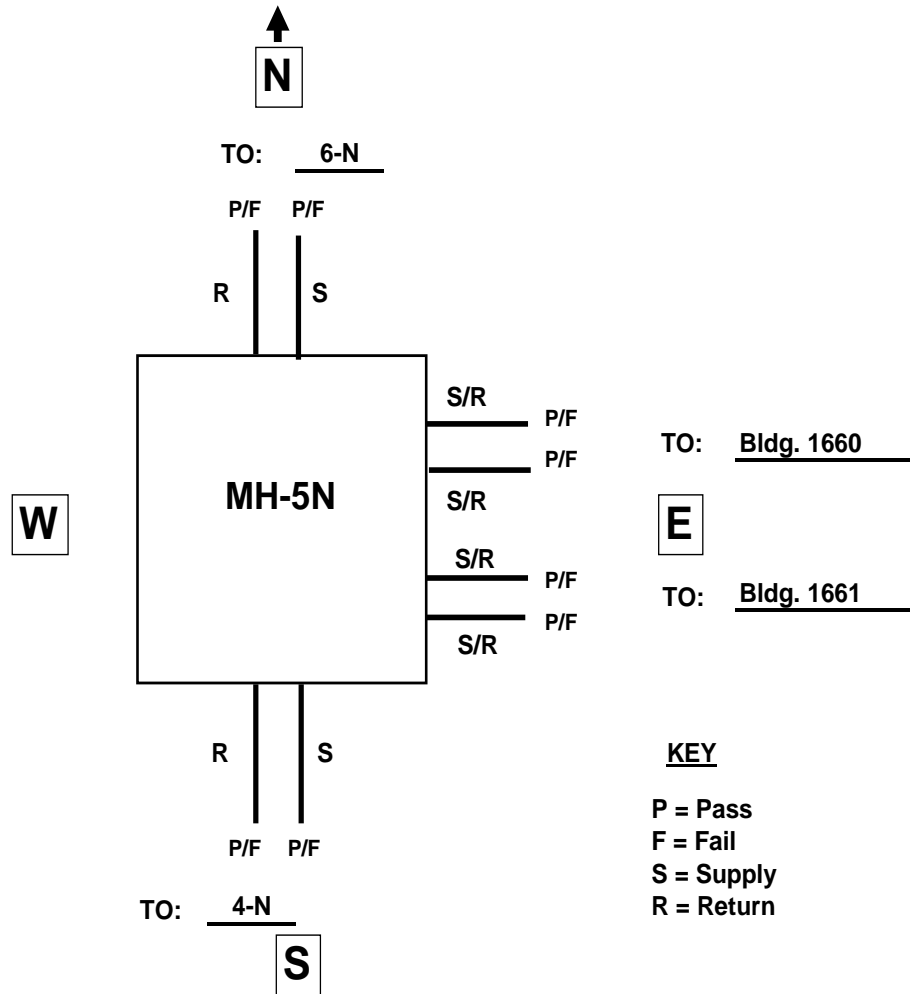 N
TO: 6-N
P/F P/F
R S
S/R P/F
P/F
TO: Bldg. 1660
MH-5N
S/R
W
E
S/R P/F
TO: Bldg. 1661
P/F
S/R
R S
P/F P/F
TO: 4-N
S
KEY
P = Pass
F = Fail
S = Supply
R = Return